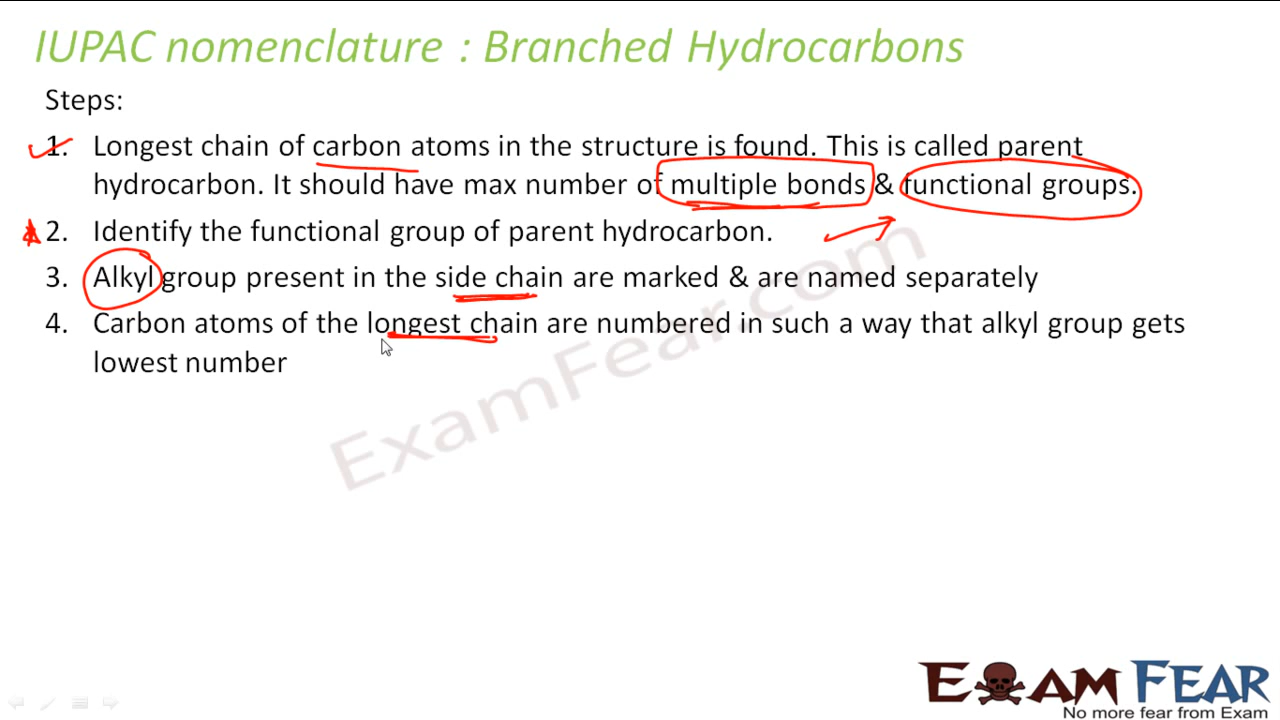 IUPAC nomenclature : Branched Hydrocarbons
Steps:
1. Longest chain of carbon atoms in the structure is found. This is called parent
hydrocarbon. It should have max number of multiple bonds & functional groups.
2. Identify the functional group of parent hydrocarbon.
3. Alkyl group present in the side chain are marked & are named separately
4. Carbon atoms of the longest chain are numbered in such a way that alkyl group gets
lowest number
ExamFear.com
EXAM FEAR
No more fear from Exam